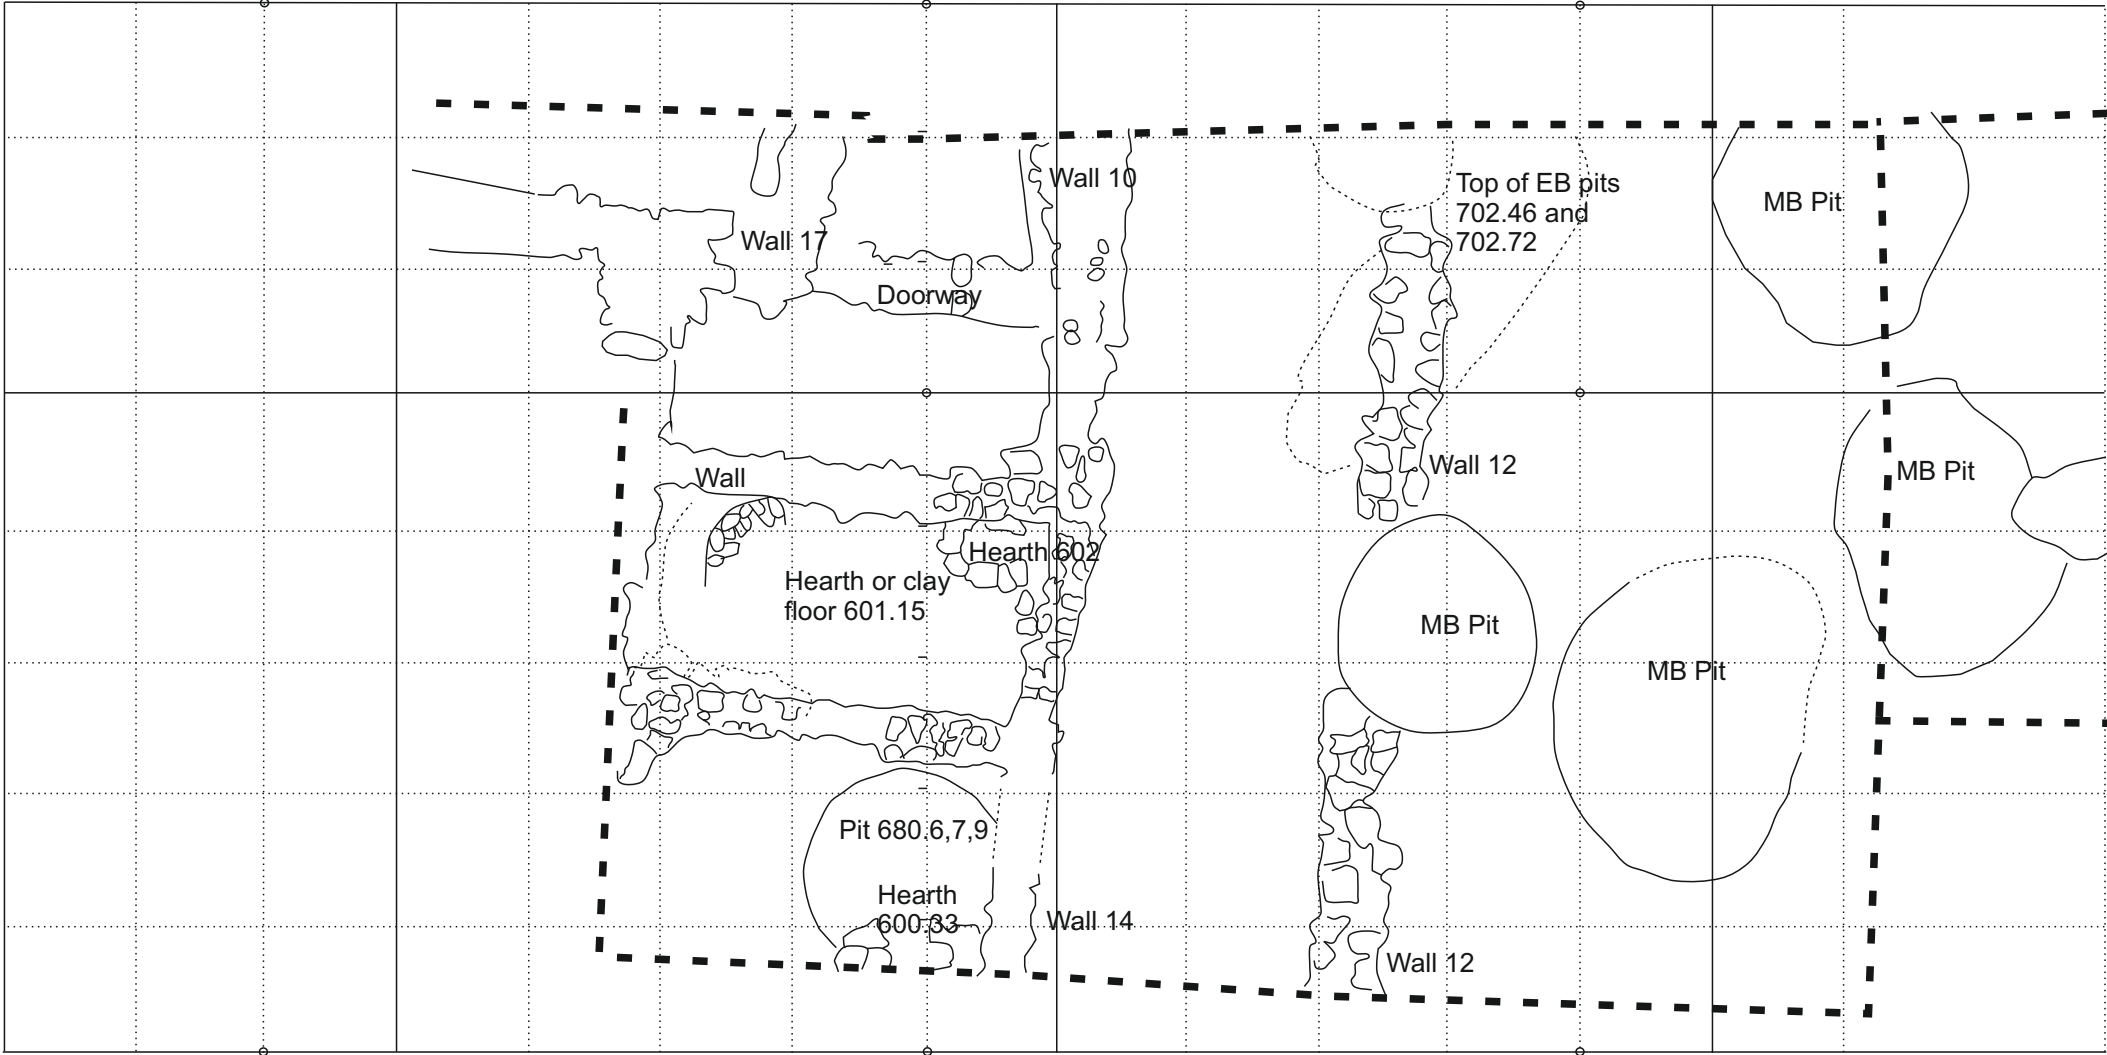 Wall 10
Top of EB pits
702.46 and
702.72
MB Pit
Wall 17
Doorway
Wall
Wall 12
MB Pit
Hearth 602
Hearth or clay
floor 601.15
MB Pit
MB Pit
Pit 680.6,7,9
Hearth
600.33
Wall 14
Wall 12